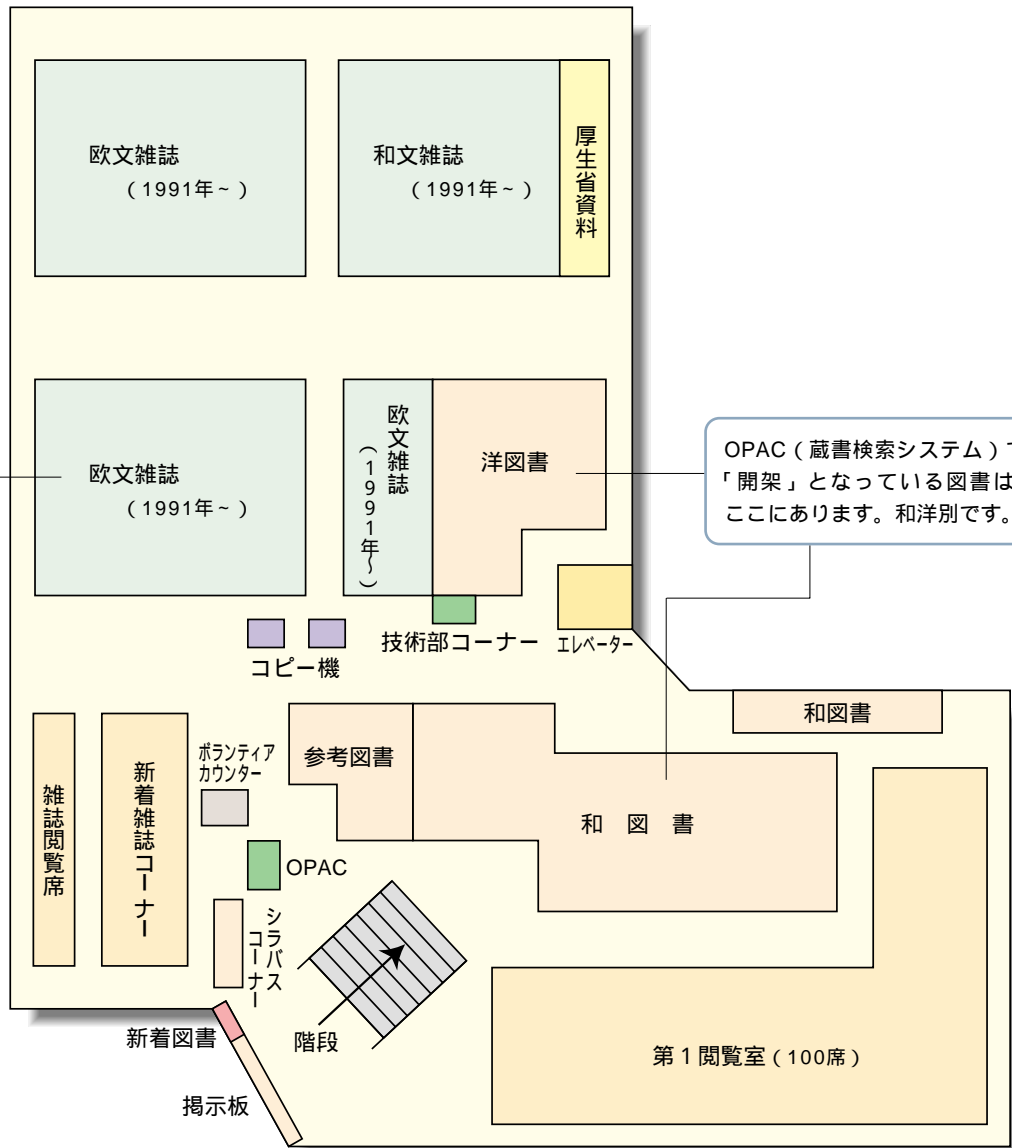 欧文雑誌
(1991年~)
和文雑誌
(1991年~)
厚生省資料
欧文雑誌
(1991年~)
欧文雑誌
(1991年~)
洋図書
OPAC(蔵書検索システム)で
「開架」となっている図書は
ここにあります。和洋別です。
技術部コーナー
エレベーター
コピー機
和図書
雑誌閲覧席
新着雑誌コーナー
ボランティア
カウンター
参考図書
和図書
OPAC
シラバス
コーナー
新着図書
階段
掲示板
第1閲覧室(100席)